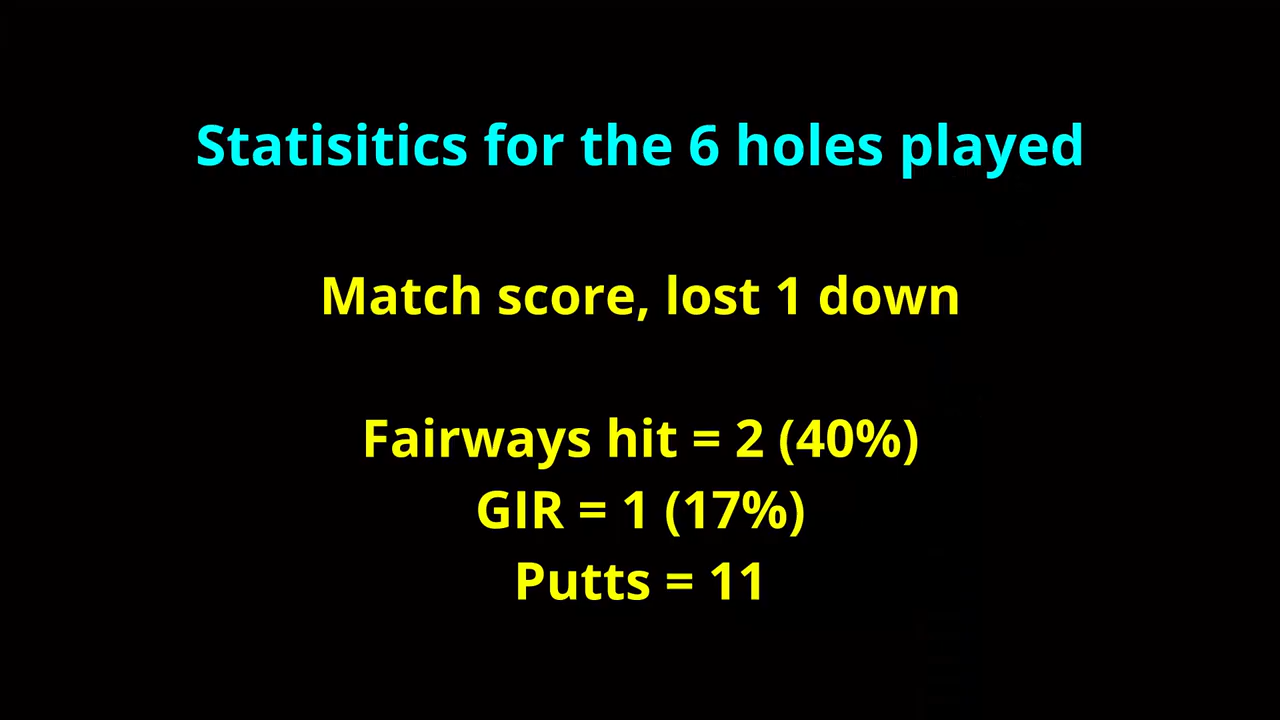 Statisitics for the 6 holes played
Match score, lost 1 down
Fairways hit = 2 (40%)
GIR = 1 (17%)
Putts = 11